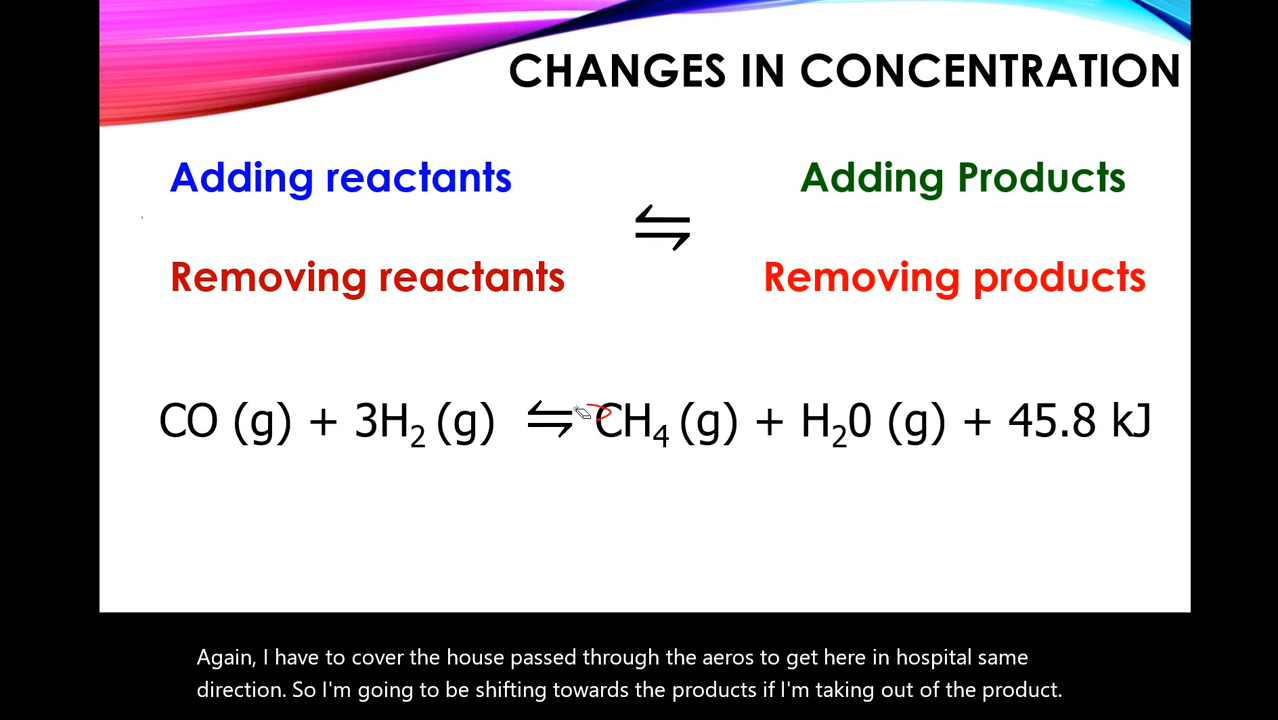 CHANGES IN CONCENTRATION
Adding reactants Adding Products
⇋
Removing reactants Removing products
CO (g) + 3H₂ (g) ⇋ CH₄ (g) + H₂0 (g) + 45.8 kJ
Again, I have to cover the house passed through the aeros to get here in hospital same
direction. So I'm going to be shifting towards the products if I'm taking out of the product.